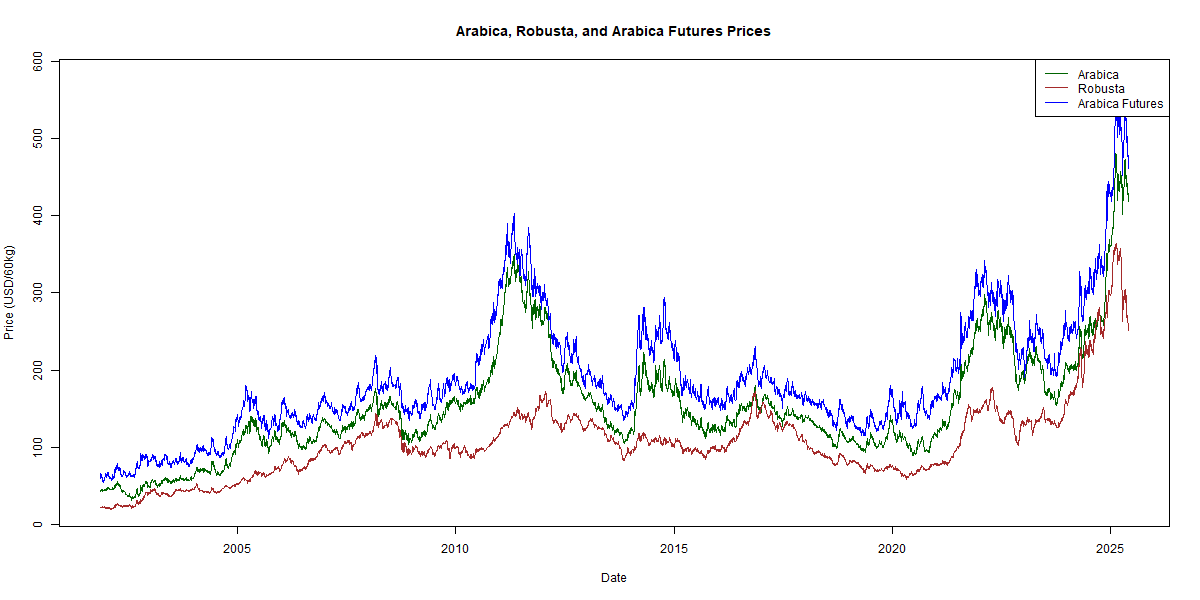 Arabica, Robusta, and Arabica Futures Prices
Arabica
Robusta
Arabica Futures
Price (USD/60kg)
600
500
400
300
200
100
0
2005
2010
2015
2020
2025
Date